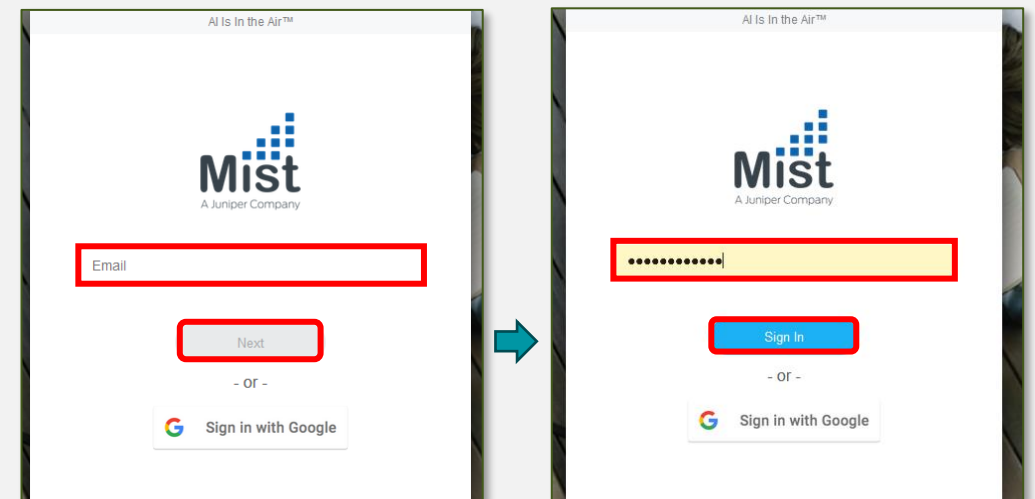 AI Is In the Air™
Mist
A Juniper Company
Email
Next
- or -
Sign in with Google
AI Is In the Air™
Mist
A Juniper Company
••••••••••••
Sign In
- or -
Sign in with Google